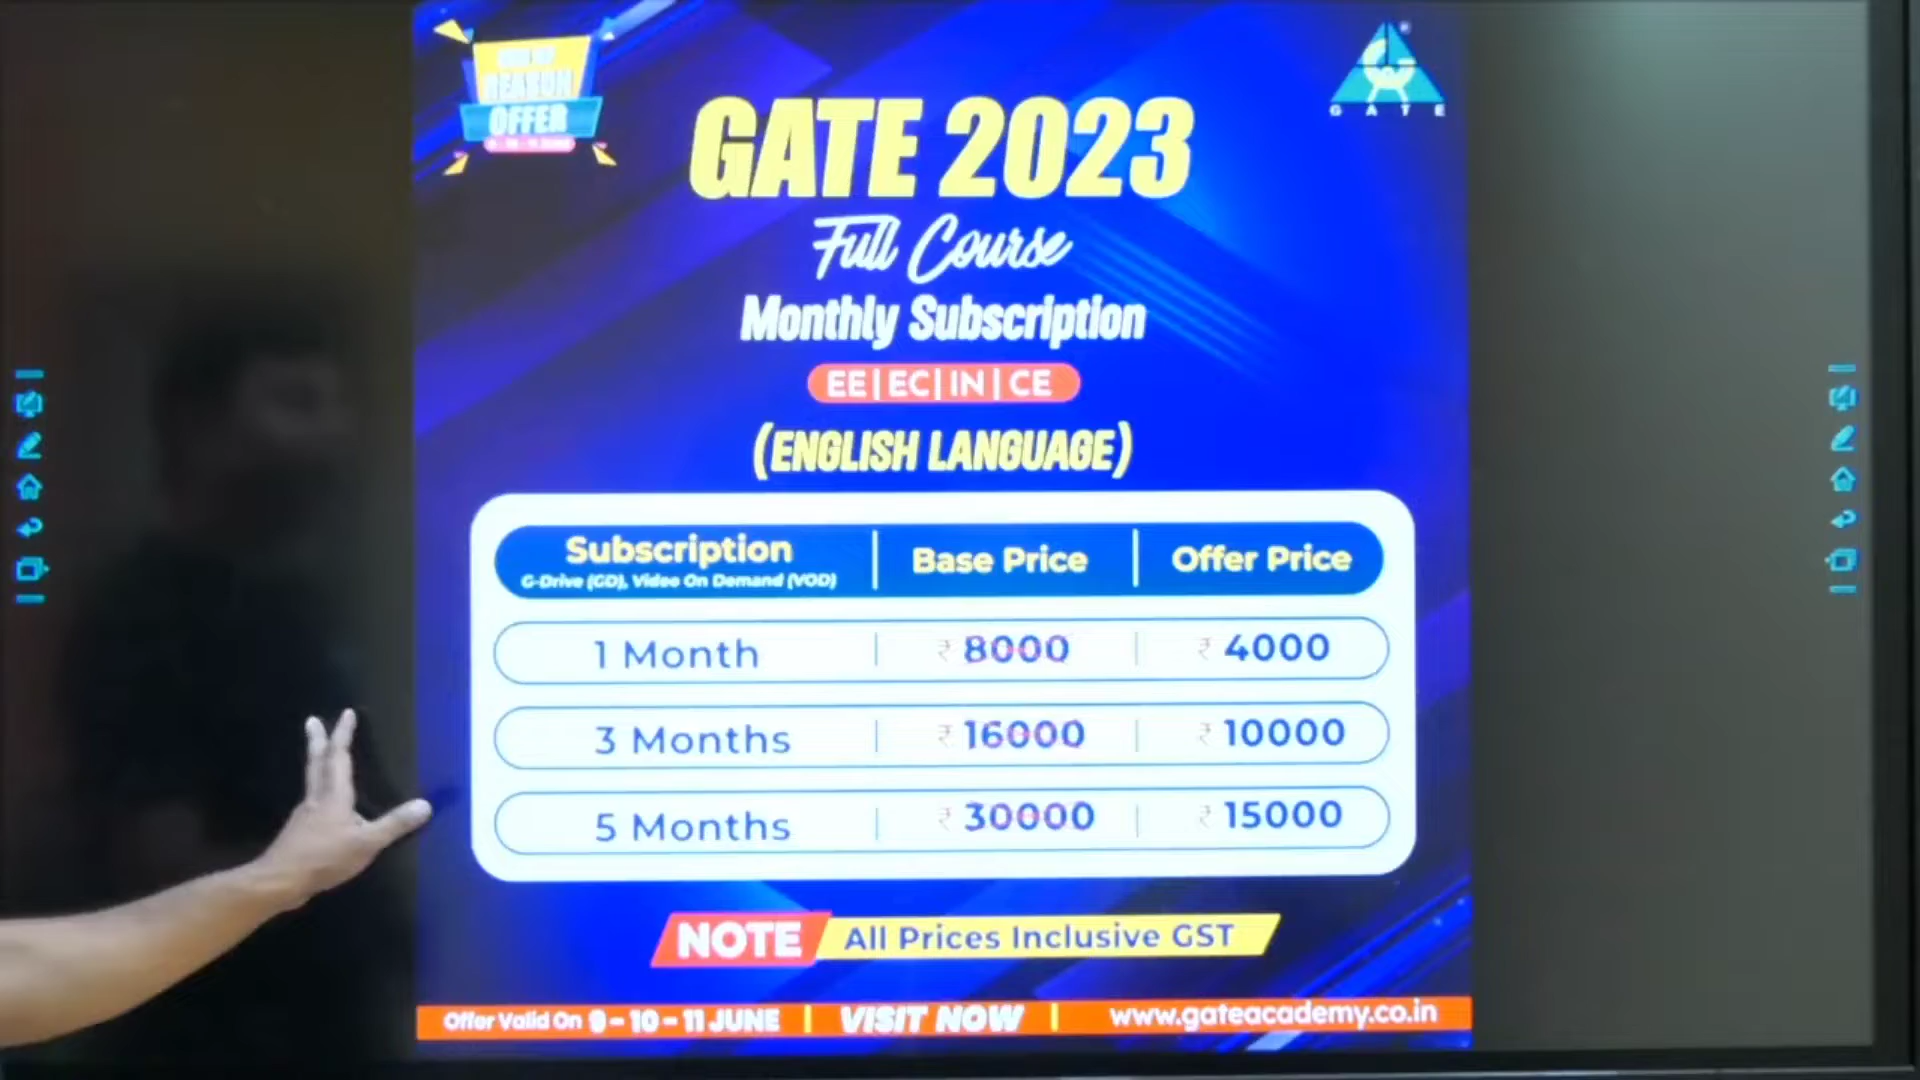 SEASON
OFFER
GATE
GATE 2023
Full Course
Monthly Subscription
EE|EC|IN|CE
(ENGLISH LANGUAGE)
Subscription | Base Price | Offer Price
G-Drive (GD), Video On Demand (VOD)
1 Month | ₹ 8000 | ₹ 4000
3 Months | ₹ 16000 | ₹ 10000
5 Months | ₹ 30000 | ₹ 15000
NOTE All Prices Inclusive GST
Offer Valid On 9-10-11 JUNE | VISIT NOW | www.gateacademy.co.in